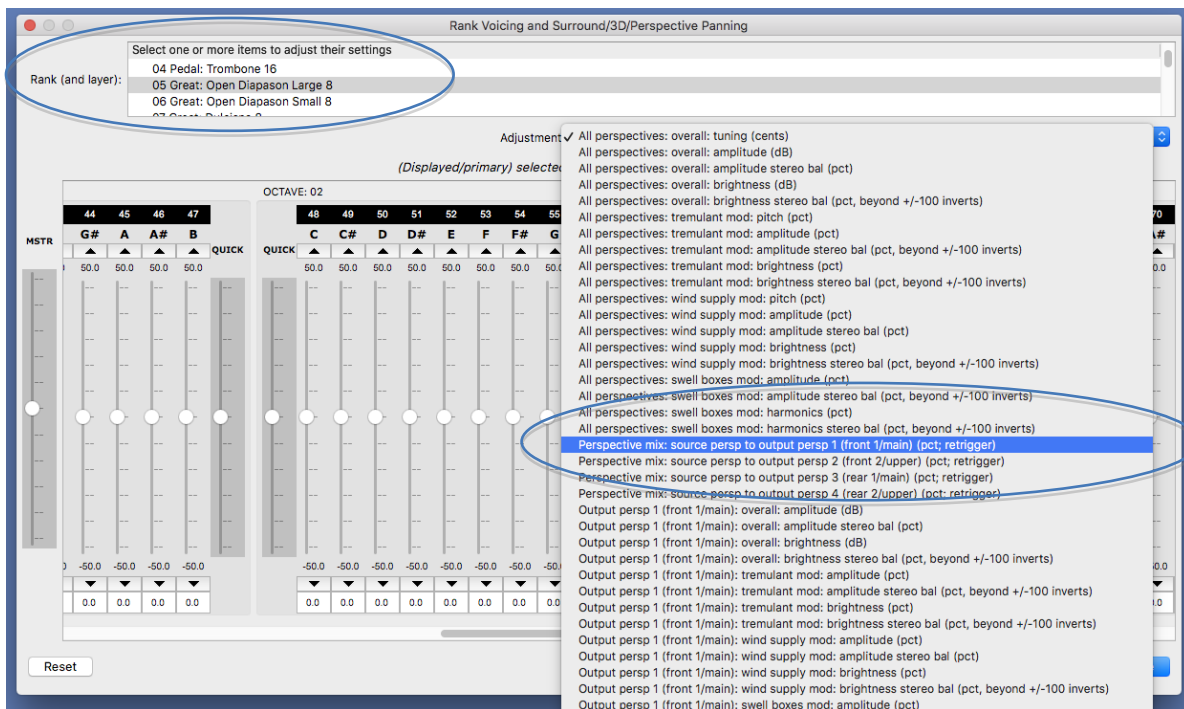 Rank Voicing and Surround/3D/Perspective Panning
Select one or more items to adjust their settings
Rank (and layer):
04 Pedal: Trombone 16
05 Great: Open Diapason Large 8
06 Great: Open Diapason Small 8
Adjustment ✓ All perspectives: overall: tuning (cents)
All perspectives: overall: amplitude (dB)
(Displayed/primary) selected
All perspectives: overall: amplitude stereo bal (pct)
All perspectives: overall: brightness (dB)
All perspectives: overall: brightness stereo bal (pct, beyond +/-100 inverts)
All perspectives: tremulant mod: pitch (pct)
All perspectives: tremulant mod: amplitude (pct)
All perspectives: tremulant mod: amplitude stereo bal (pct, beyond +/-100 inverts)
All perspectives: tremulant mod: brightness (pct)
All perspectives: tremulant mod: brightness stereo bal (pct, beyond +/-100 inverts)
All perspectives: wind supply mod: pitch (pct)
All perspectives: wind supply mod: amplitude (pct)
All perspectives: wind supply mod: amplitude stereo bal (pct)
All perspectives: wind supply mod: brightness (pct)
All perspectives: wind supply mod: brightness stereo bal (pct, beyond +/-100 inverts)
All perspectives: swell boxes mod: amplitude (pct)
All perspectives: swell boxes mod: amplitude stereo bal (pct, beyond +/-100 inverts)
All perspectives: swell boxes mod: harmonics (pct)
All perspectives: swell boxes mod: harmonics stereo bal (pct, beyond +/-100 inverts)
Perspective mix: source persp to output persp 1 (front 1/main) (pct; retrigger)
Perspective mix: source persp to output persp 2 (front 2/upper) (pct; retrigger)
Perspective mix: source persp to output persp 3 (rear 1/main) (pct; retrigger)
Perspective mix: source persp to output persp 4 (rear 2/upper) (pct; retrigger)
Output persp 1 (front 1/main): overall: amplitude (dB)
Output persp 1 (front 1/main): overall: amplitude stereo bal (pct)
Output persp 1 (front 1/main): overall: brightness (dB)
Output persp 1 (front 1/main): overall: brightness stereo bal (pct, beyond +/-100 inverts)
Output persp 1 (front 1/main): tremulant mod: amplitude (pct)
Output persp 1 (front 1/main): tremulant mod: amplitude stereo bal (pct, beyond +/-100 inverts)
Output persp 1 (front 1/main): tremulant mod: brightness (pct)
Output persp 1 (front 1/main): tremulant mod: brightness stereo bal (pct, beyond +/-100 inverts)
Output persp 1 (front 1/main): wind supply mod: amplitude (pct)
Output persp 1 (front 1/main): wind supply mod: amplitude stereo bal (pct)
Output persp 1 (front 1/main): wind supply mod: brightness (pct)
Output persp 1 (front 1/main): wind supply mod: brightness stereo bal (pct, beyond +/-100 inverts)
Output persp 1 (front 1/main): swell boxes mod: amplitude (pct)
OCTAVE: 02
44 45 46 47 48 49 50 51 52 53 54 55 70
MSTR G# A A# B QUICK QUICK C C# D D# E F F# G A#
50.0 50.0 50.0 50.0 50.0 50.0 50.0 50.0 50.0 50.0 50.0
-50.0 -50.0 -50.0 -50.0 -50.0 -50.0 -50.0 -50.0 -50.0 -50.0 -50.0
0.0 0.0 0.0 0.0 0.0 0.0 0.0 0.0 0.0 0.0 0.0
Reset